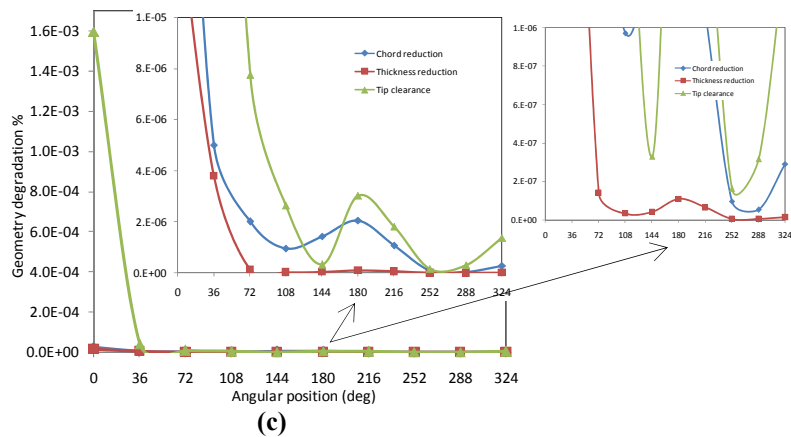 1.6E-03
1.4E-03
1.2E-03
1.0E-03
8.0E-04
6.0E-04
4.0E-04
2.0E-04
0.0E+00
Geometry degradation %
0 36 72 108 144 180 216 252 288 324
Angular position (deg)
1.E-05
8.E-06
6.E-06
4.E-06
2.E-06
0.E+00
0 36 72 108 144 180 216 252 288 324
Chord reduction
Thickness reduction
Tip clearance
1.E-06
8.E-07
6.E-07
4.E-07
2.E-07
0.E+00
0 36 72 108 144 180 216 252 288 324
Chord reduction
Thickness reduction
Tip clearance
(c)